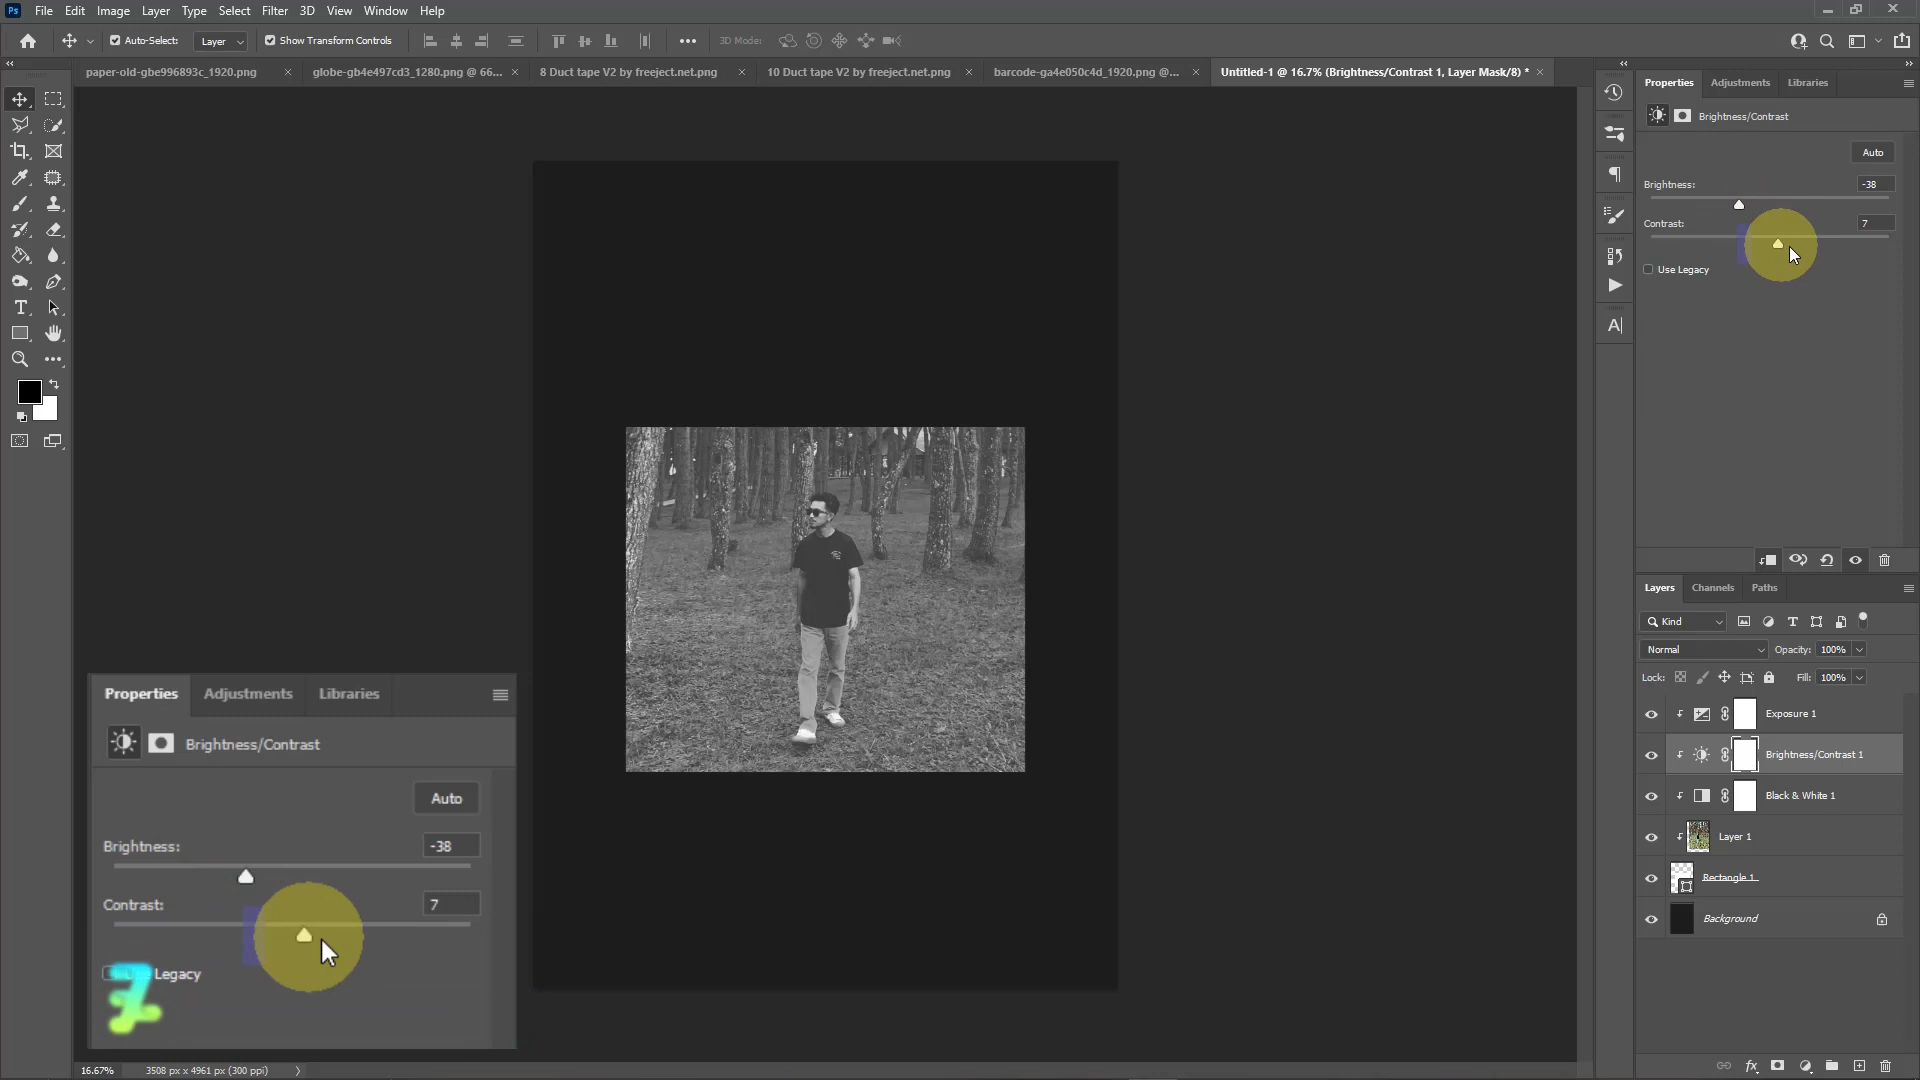 Ps File Edit Image Layer Type Select Filter 3D View Window Help
Auto-Select: Layer Show Transform Controls 3D Mode:
paper-old-gbe996893c_1920.png globe-gb4e497cd3_1280.png @ 66... 8 Duct tape V2 by freeject.net.png 10 Duct tape V2 by freeject.net.png barcode-ga4e050c4d_1920.png @... Untitled-1 @ 16.7% (Brightness/Contrast 1, Layer Mask/8) *
Properties Adjustments Libraries
Brightness/Contrast
Auto
Brightness: -38
Contrast: 7
Use Legacy
Layers Channels Paths
Kind
Normal Opacity: 100%
Lock: Fill: 100%
Exposure 1
Brightness/Contrast 1
Black & White 1
Layer 1
Rectangle 1
Background
Properties Adjustments Libraries
Brightness/Contrast
Auto
Brightness: -38
Contrast: 7
Legacy
16.67% 3508 px x 4961 px (300 ppi)